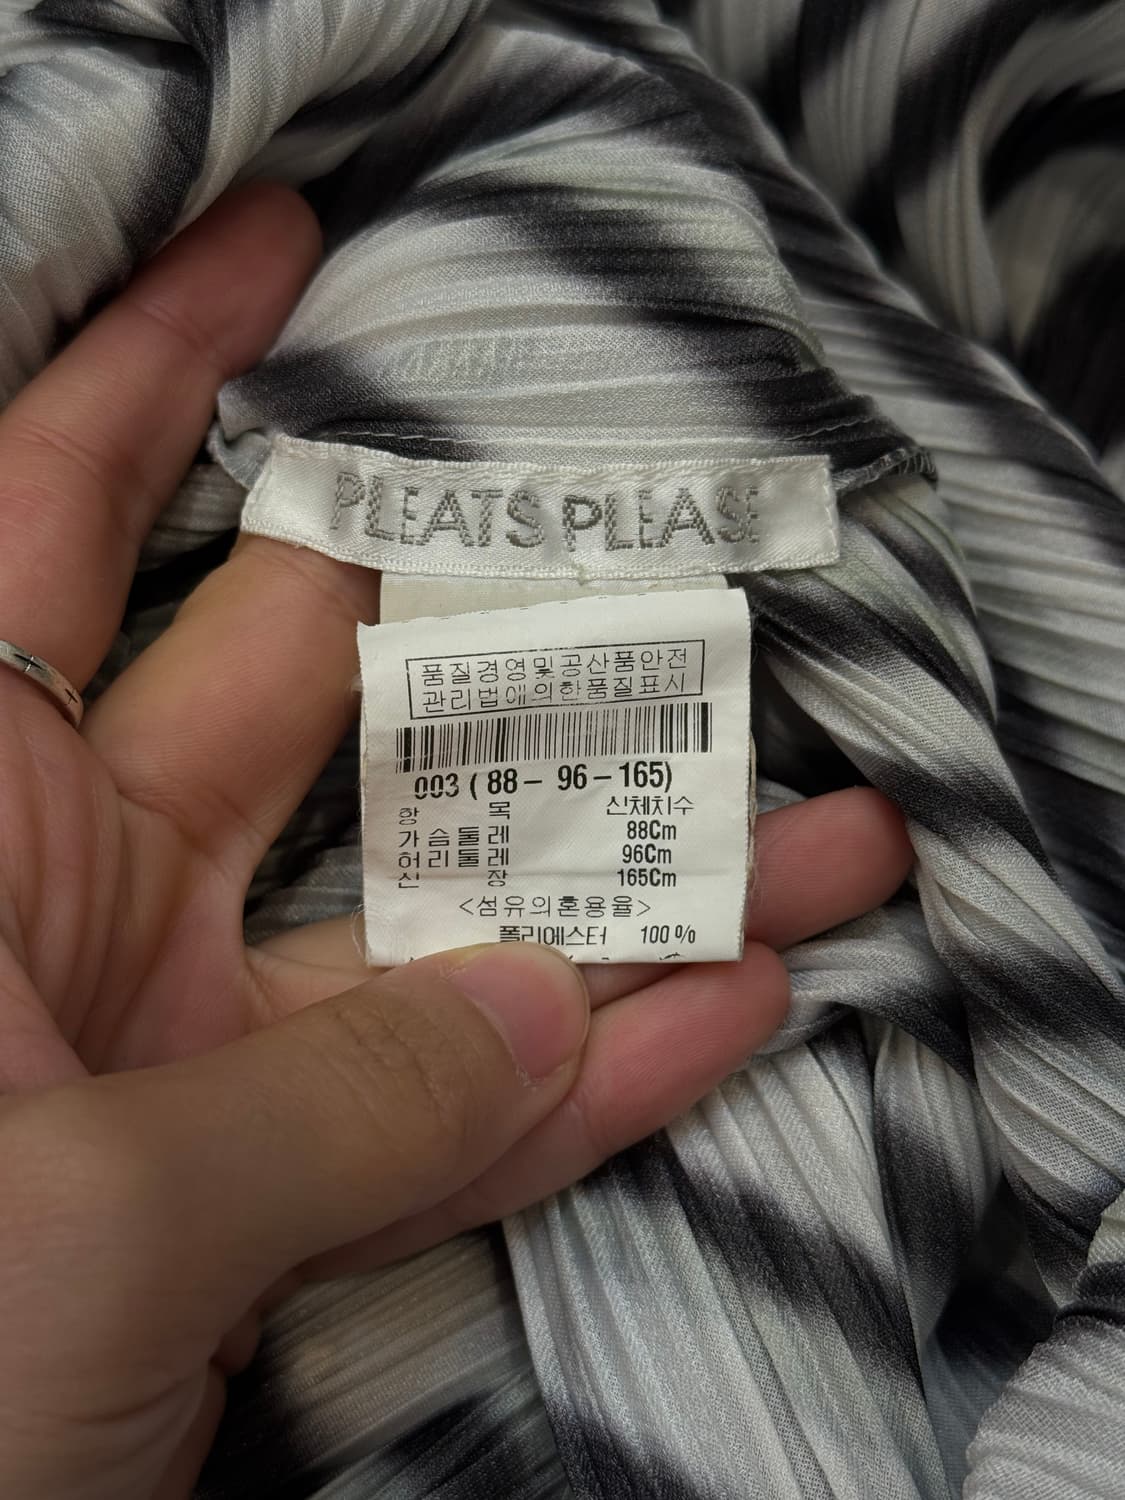 PLEATS PLEASE
품질경영및공산품안전
관리법에의한품질표시
003 ( 88 - 96 - 165)
항 목 신체치수
가슴둘레 88Cm
허리둘레 96Cm
신 장 165Cm
<섬유의혼용율>
폴리에스터 100%